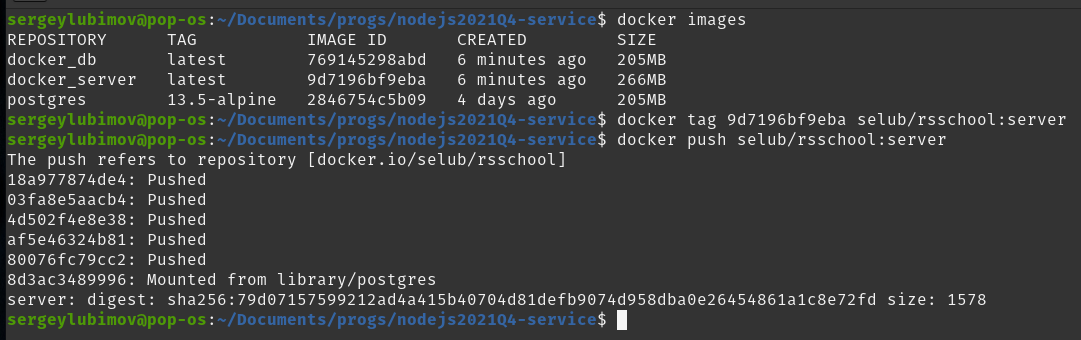 sergeylubimov@pop-os:~/Documents/progs/nodejs2021Q4-service$ docker images
REPOSITORY TAG IMAGE ID CREATED SIZE
docker_db latest 769145298abd 6 minutes ago 205MB
docker_server latest 9d7196bf9eba 6 minutes ago 266MB
postgres 13.5-alpine 2846754c5b09 4 days ago 205MB
sergeylubimov@pop-os:~/Documents/progs/nodejs2021Q4-service$ docker tag 9d7196bf9eba selub/rsschool:server
sergeylubimov@pop-os:~/Documents/progs/nodejs2021Q4-service$ docker push selub/rsschool:server
The push refers to repository [docker.io/selub/rsschool]
18a977874de4: Pushed
03fa8e5aacb4: Pushed
4d502f4e8e38: Pushed
af5e46324b81: Pushed
80076fc79cc2: Pushed
8d3ac3489996: Mounted from library/postgres
server: digest: sha256:79d07157599212ad4a415b40704d81defb9074d958dba0e26454861a1c8e72fd size: 1578
sergeylubimov@pop-os:~/Documents/progs/nodejs2021Q4-service$